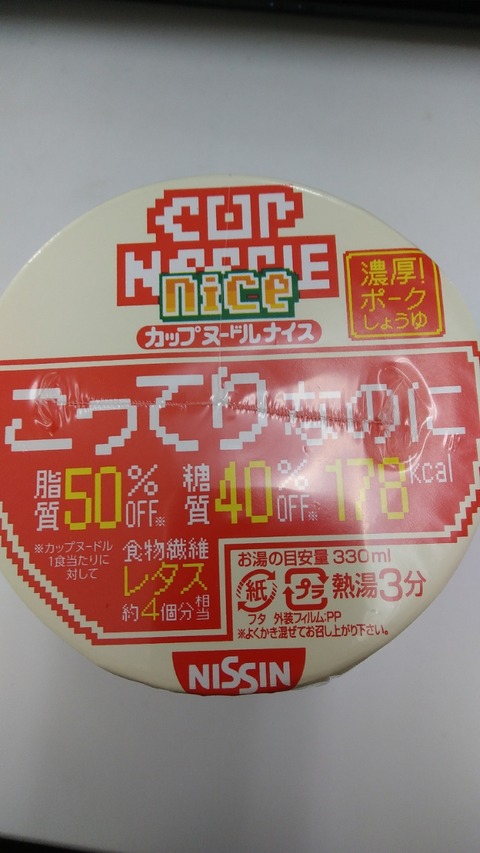 CUP
NOODLE
nice
カップヌードルナイス
濃厚!
ポーク
しょうゆ
こってりなのに
脂質50%OFF※ 糖質40%OFF※ 178kcal
※カップヌードル
1食当たりに
対して
食物繊維
レタス
約4個分相当
お湯の目安量 330ml
紙 プラ 熱湯3分
フタ 外装フィルム:PP
※よくかき混ぜてお召し上がり下さい。
NISSIN